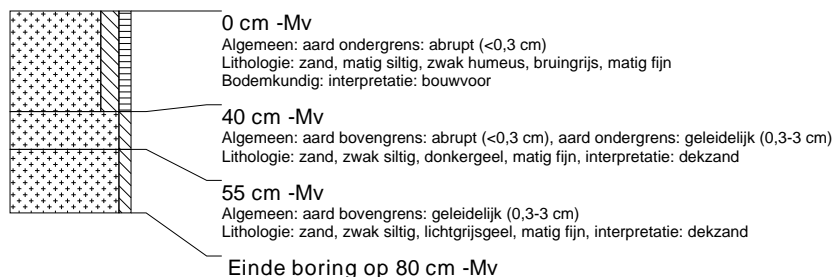 0 cm -Mv
Algemeen: aard ondergrens: abrupt (<0,3 cm)
Lithologie: zand, matig siltig, zwak humeus, bruingrijs, matig fijn
Bodemkundig: interpretatie: bouwvoor
40 cm -Mv
Algemeen: aard bovengrens: abrupt (<0,3 cm), aard ondergrens: geleidelijk (0,3-3 cm)
Lithologie: zand, zwak siltig, donkergeel, matig fijn, interpretatie: dekzand
55 cm -Mv
Algemeen: aard bovengrens: geleidelijk (0,3-3 cm)
Lithologie: zand, zwak siltig, lichtgrijsgeel, matig fijn, interpretatie: dekzand
Einde boring op 80 cm -Mv